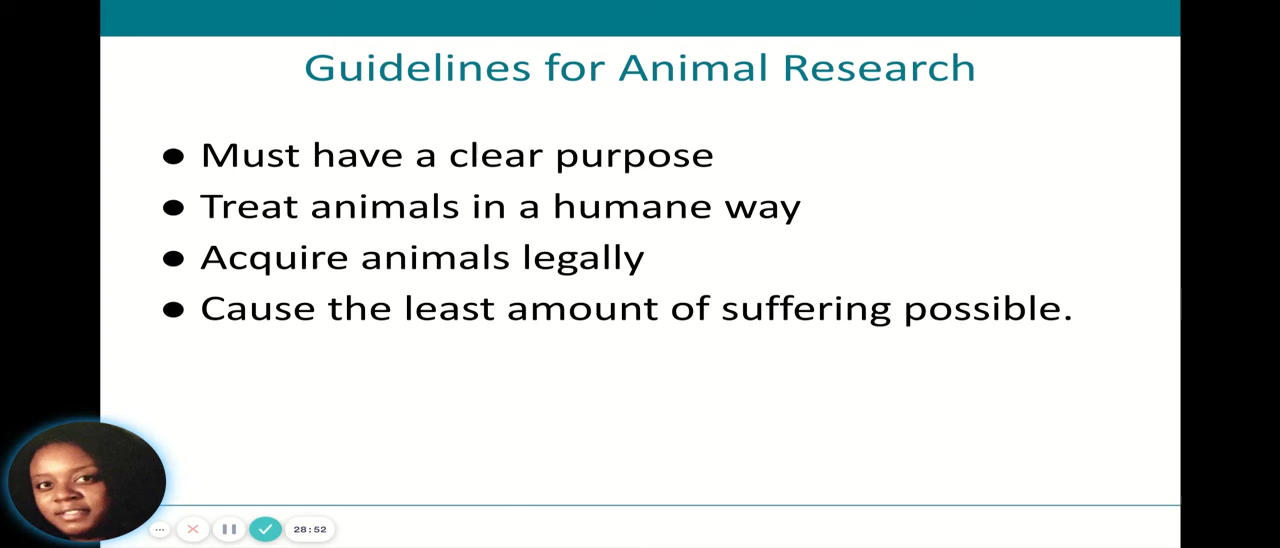 Guidelines for Animal Research
● Must have a clear purpose
● Treat animals in a humane way
● Acquire animals legally
● Cause the least amount of suffering possible.
28:52